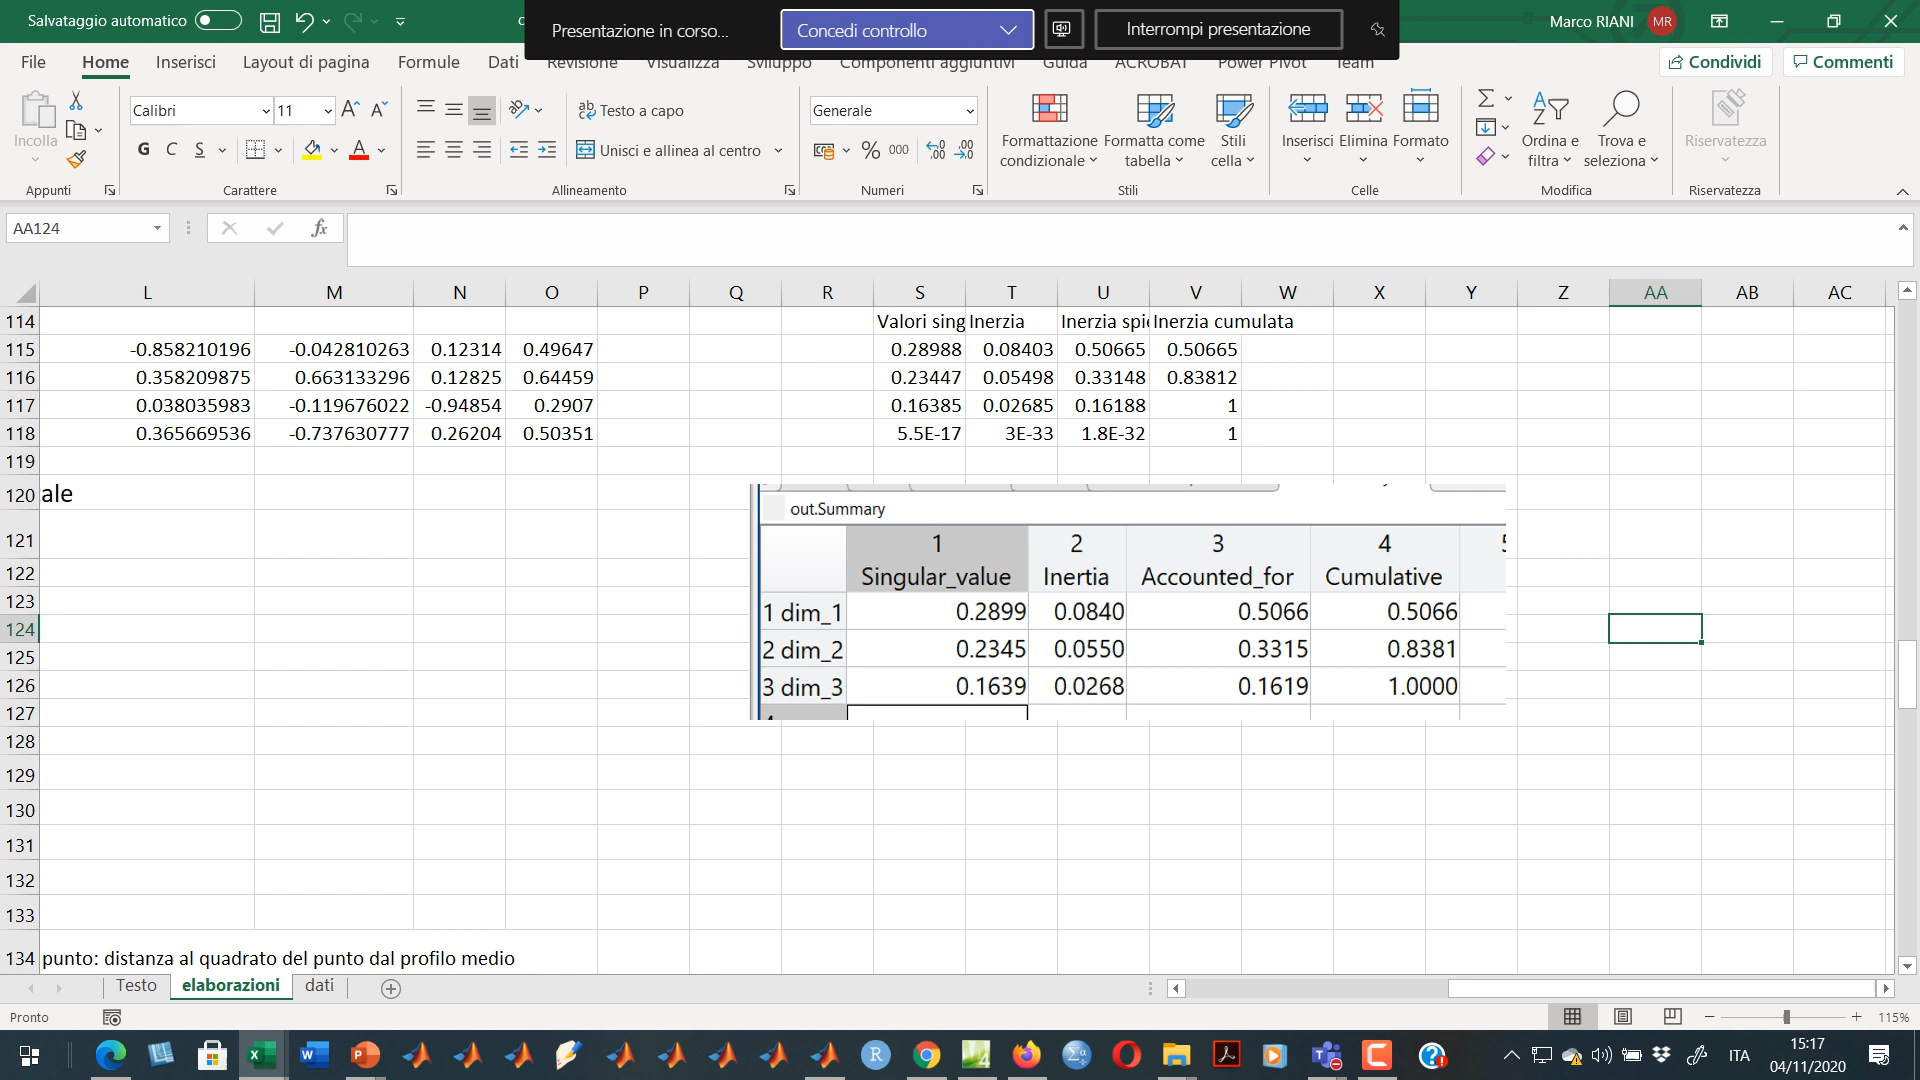 Salvataggio automatico
Presentazione in corso...
Concedi controllo
Interrompi presentazione
Marco RIANI
MR
File
Home
Inserisci
Layout di pagina
Formule
Dati
Revisione
Visualizza
Sviluppo
Componenti aggiuntivi
Guida
ACROBAT
Power Pivot
Team
Condividi
Commenti
Incolla
Calibri
11
Testo a capo
Generale
G C S
Unisci e allinea al centro
% 000
Formattazione condizionale
Formatta come tabella
Stili cella
Inserisci Elimina Formato
Ordina e filtra
Trova e seleziona
Riservatezza
Appunti
Carattere
Allineamento
Numeri
Stili
Celle
Modifica
Riservatezza
AA124
fx
L M N O P Q R S T U V W X Y Z AA AB AC
114 Valori sing Inerzia Inerzia spie Inerzia cumulata
115 -0.858210196 -0.042810263 0.12314 0.49647 0.28988 0.08403 0.50665 0.50665
116 0.358209875 0.663133296 0.12825 0.64459 0.23447 0.05498 0.33148 0.83812
117 0.038035983 -0.119676022 -0.94854 0.2907 0.16385 0.02685 0.16188 1
118 0.365669536 -0.737630777 0.26204 0.50351 5.5E-17 3E-33 1.8E-32 1
119
120 ale
out.Summary
121
1 2 3 4
122
Singular_value Inertia Accounted_for Cumulative
123
1 dim_1 0.2899 0.0840 0.5066 0.5066
124
2 dim_2 0.2345 0.0550 0.3315 0.8381
125
126
3 dim_3 0.1639 0.0268 0.1619 1.0000
127
128
129
130
131
132
133
134 punto: distanza al quadrato del punto dal profilo medio
Testo
elaborazioni
dati
Pronto
115%
ITA
15:17
04/11/2020